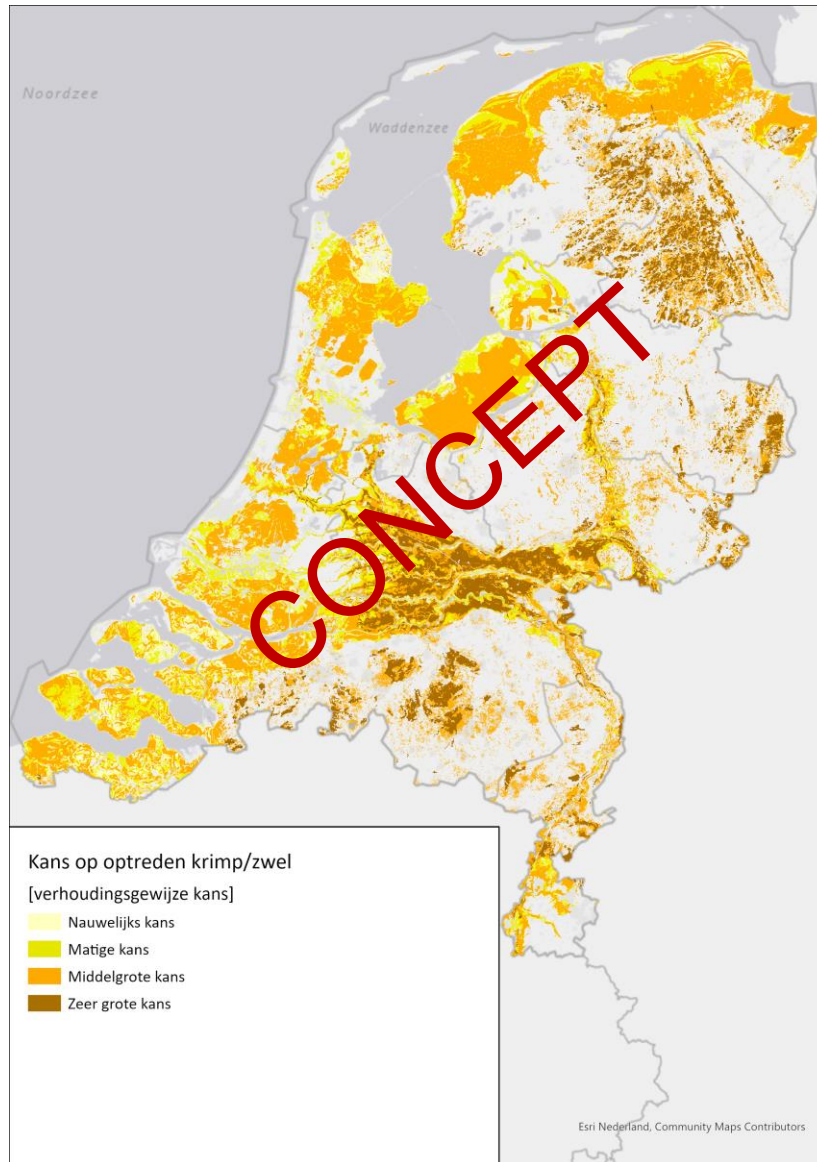 Noordzee
Waddenzee
CONCEPT
Kans op optreden krimp/zwel
[verhoudingsgewijze kans]
Nauwelijks kans
Matige kans
Middelgrote kans
Zeer grote kans
Esri Nederland, Community Maps Contributors